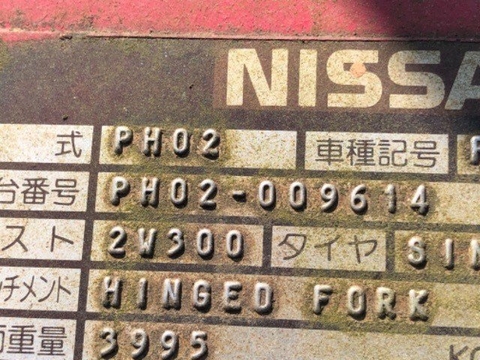 NISSA
式 PH02 車種記号
台番号 PH02-009614
スト 2W300 タイヤ SIN
チメント HINGED FORK
両重量 3995